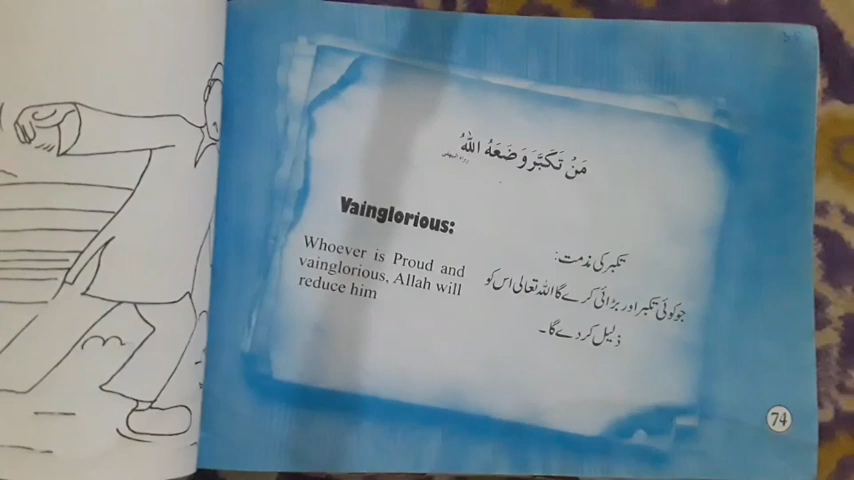 مَنْ تَكَبَّرَ وَضَعَهُ اللهُ
Vainglorious:
Whoever is Proud and
vainglorious, Allah will
reduce him
تکبر کی مذمت:
جو کوئی تکبر اور بڑائی کرے گا اللہ تعالی اس کو
ذلیل کر دے گا۔
74